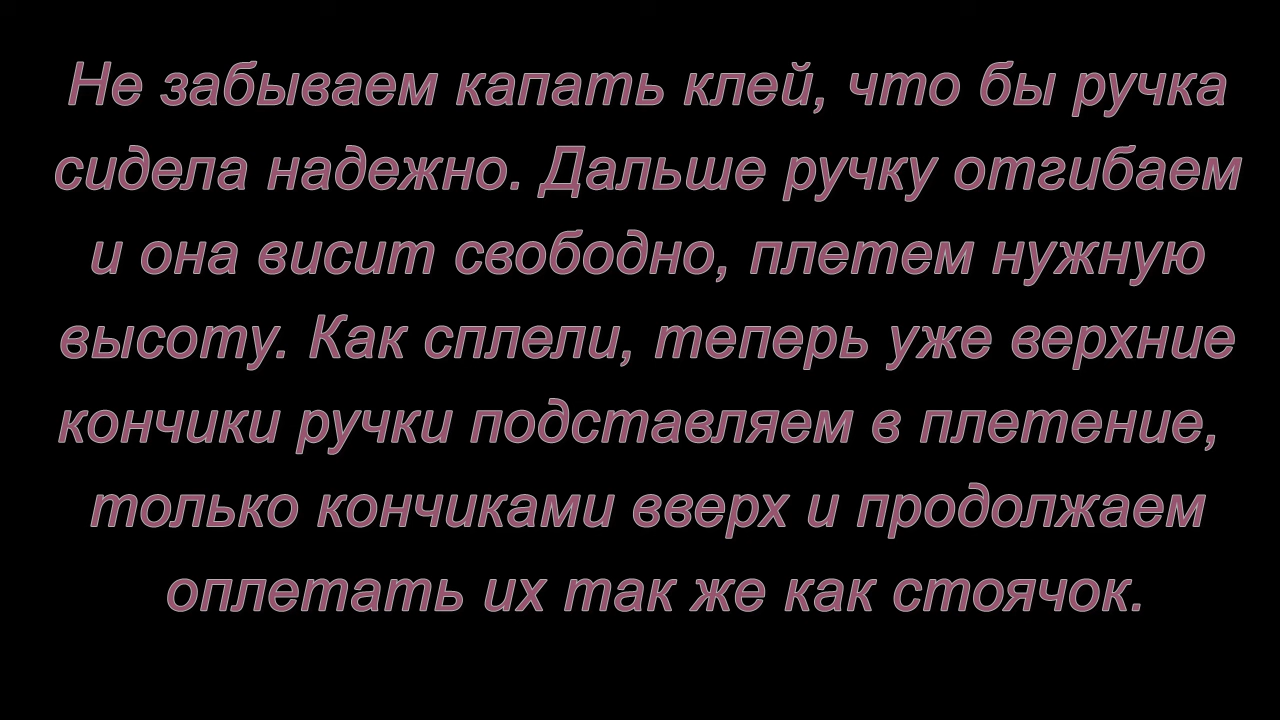 Не забываем капать клей, что бы ручка
сидела надежно. Дальше ручку отгибаем
и она висит свободно, плетем нужную
высоту. Как сплели, теперь уже верхние
кончики ручки подставляем в плетение,
только кончиками вверх и продолжаем
оплетать их так же как стоячок.